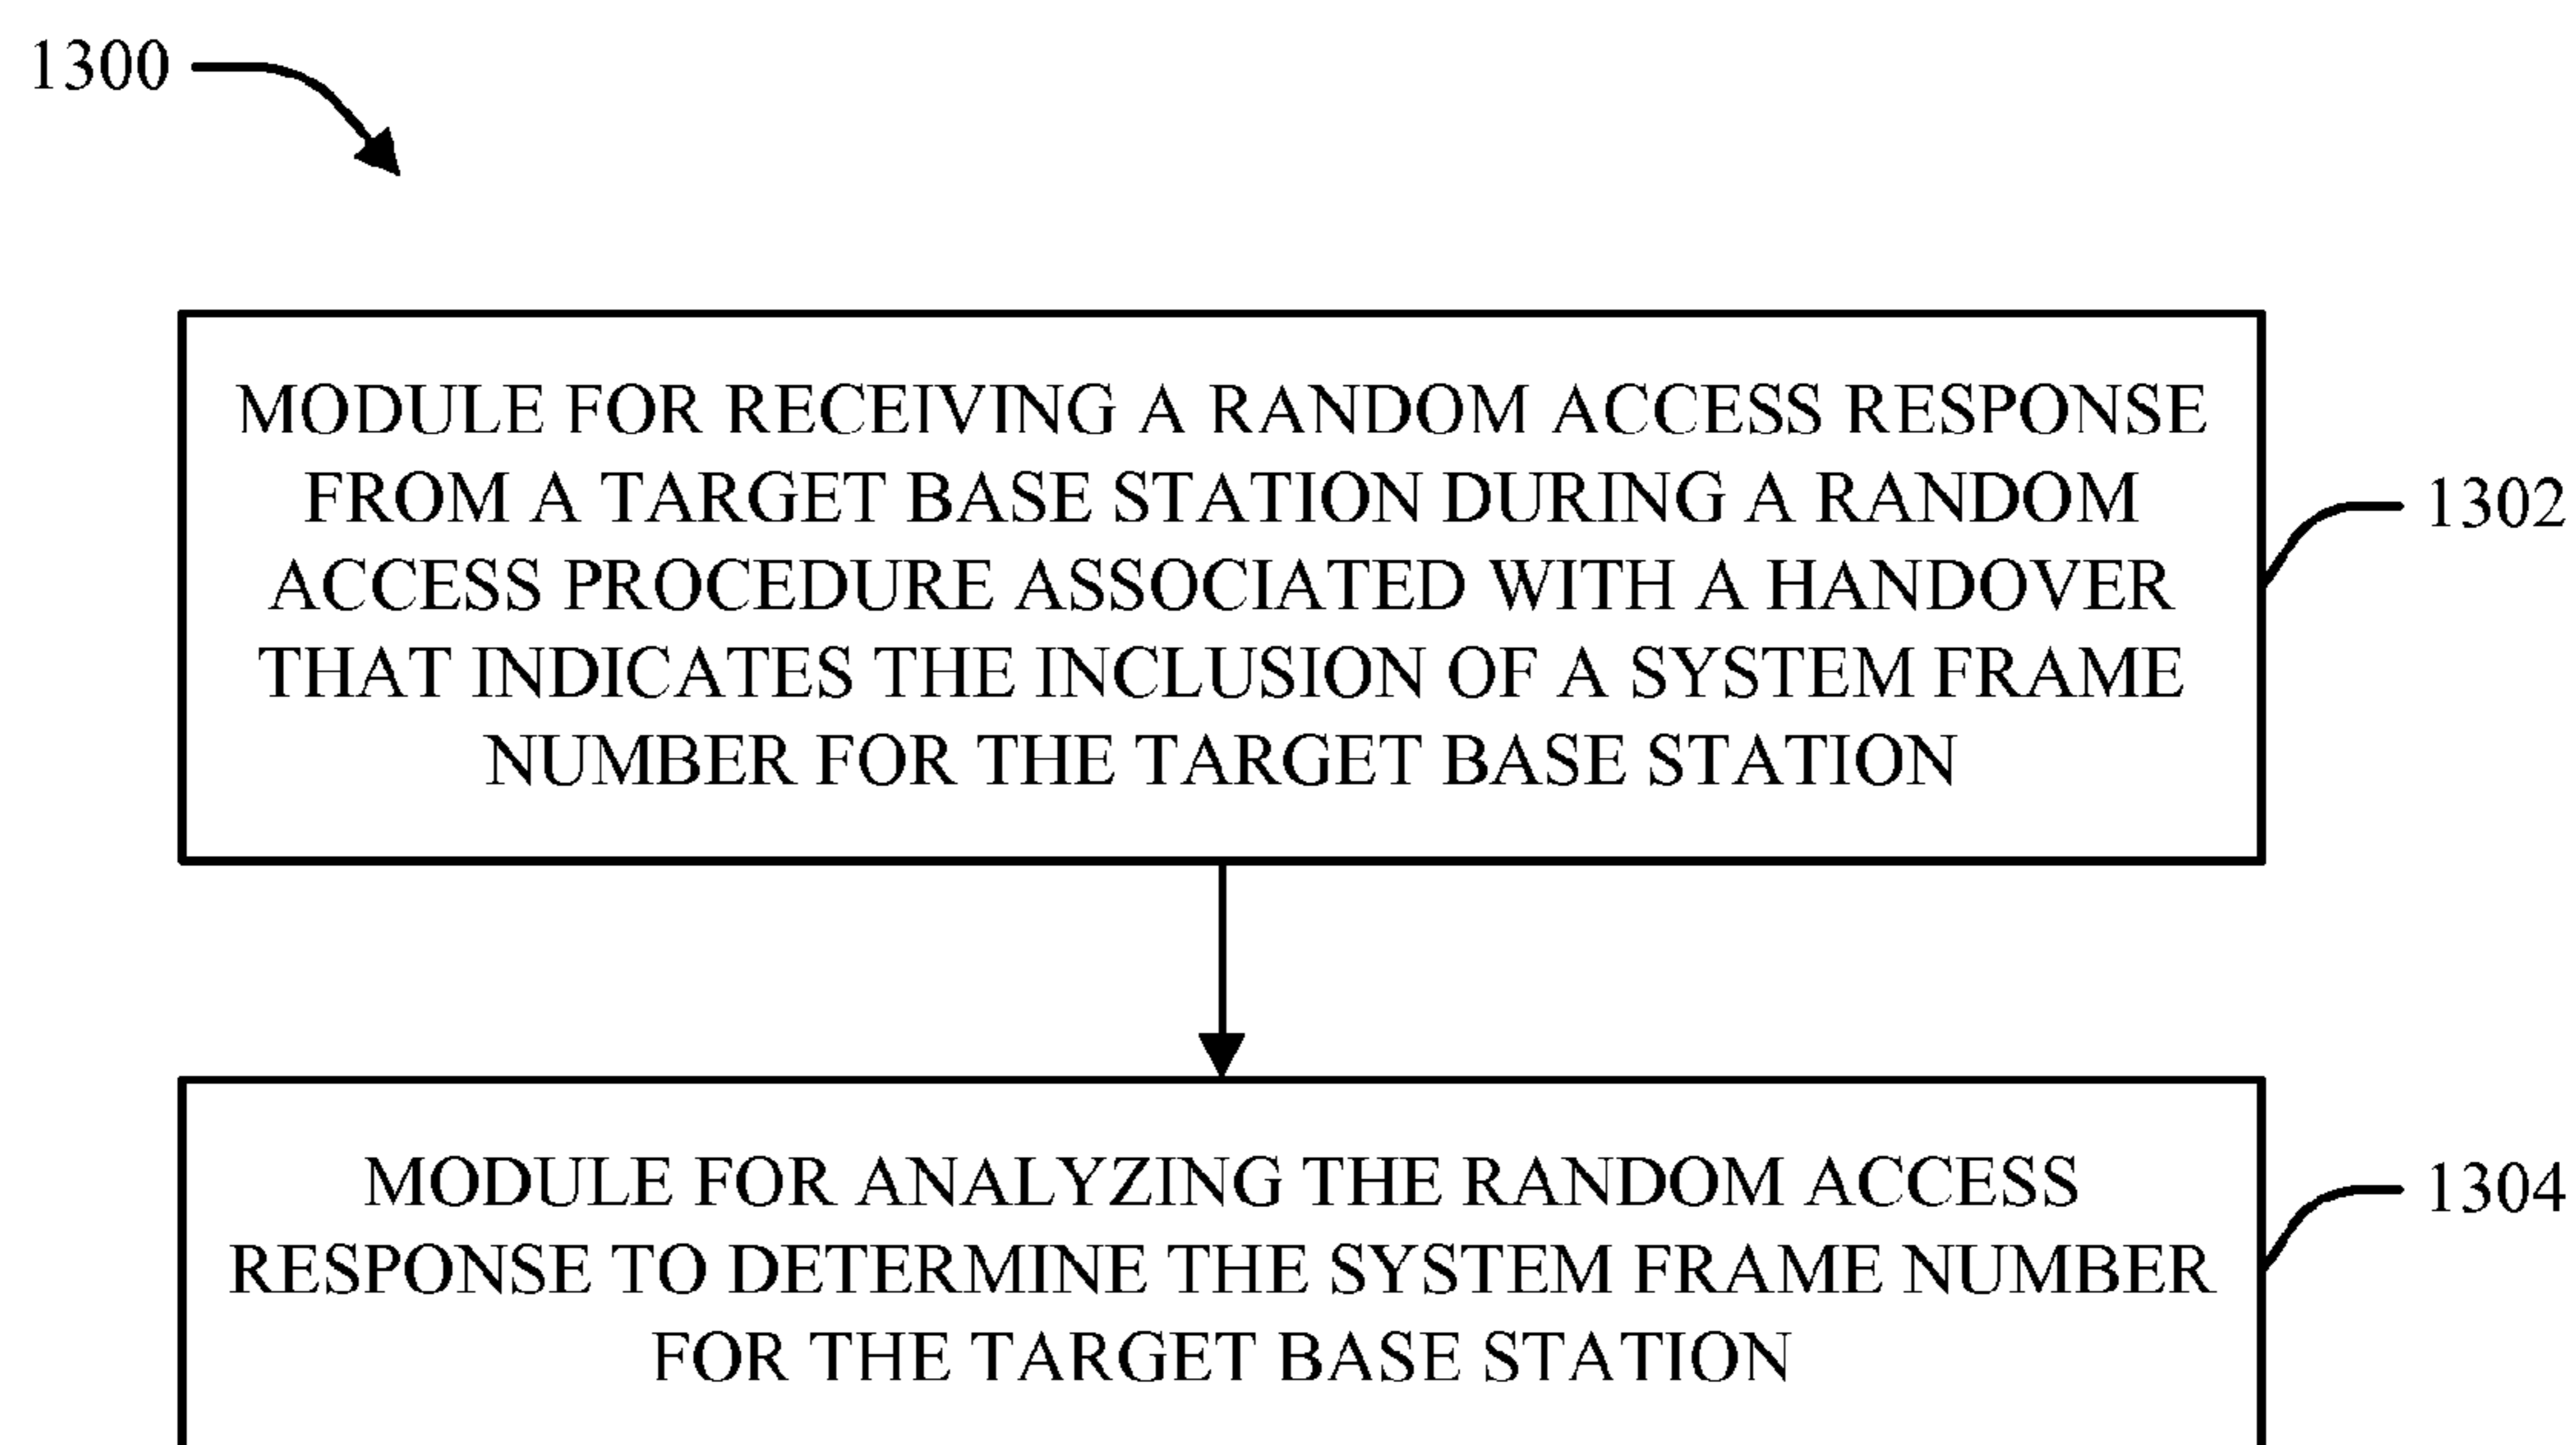 1300
MODULE FOR RECEIVING A RANDOM ACCESS RESPONSE
FROM A TARGET BASE STATION DURING A RANDOM
ACCESS PROCEDURE ASSOCIATED WITH A HANDOVER
THAT INDICATES THE INCLUSION OF A SYSTEM FRAME
NUMBER FOR THE TARGET BASE STATION
1302
MODULE FOR ANALYZING THE RANDOM ACCESS
RESPONSE TO DETERMINE THE SYSTEM FRAME NUMBER
FOR THE TARGET BASE STATION
1304